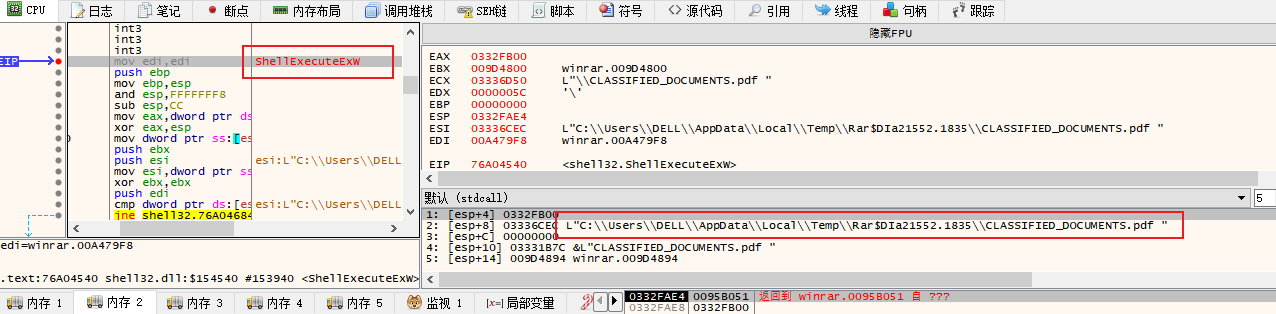 CPU 日志 笔记 断点 内存布局 调用堆栈 SEH链 脚本 符号 源代码 引用 线程 句柄 跟踪
int3
int3
int3
EIP mov edi,edi ShellExecuteExW
push ebp
mov ebp,esp
and esp,FFFFFFF8
sub esp,CC
mov eax,dword ptr ds
xor eax,esp
mov dword ptr ss:[es
push ebx
push esi esi:L"C:\\Users\\DELL
mov esi,dword ptr ss
xor ebx,ebx
push edi
cmp dword ptr ds:[es esi:L"C:\\Users\\DELL
jne shell32.76A04684
edi=winrar.00A479F8
.text:76A04540 shell32.dll:$154540 #153940 <ShellExecuteExW>
隐藏FPU
EAX 0332FB00
EBX 009D4800 winrar.009D4800
ECX 03336D50 L"\\CLASSIFIED_DOCUMENTS.pdf "
EDX 0000005C '\'
EBP 00000000
ESP 0332FAE4
ESI 03336CEC L"C:\\Users\\DELL\\AppData\\Local\\Temp\\Rar$DIa21552.1835\\CLASSIFIED_DOCUMENTS.pdf "
EDI 00A479F8 winrar.00A479F8
EIP 76A04540 <shell32.ShellExecuteExW>
默认 (stdcall) 5
1: [esp+4] 0332FB00
2: [esp+8] 03336CEC L"C:\\Users\\DELL\\AppData\\Local\\Temp\\Rar$DIa21552.1835\\CLASSIFIED_DOCUMENTS.pdf "
3: [esp+C] 00000000
4: [esp+10] 03331B7C &L"CLASSIFIED_DOCUMENTS.pdf "
5: [esp+14] 009D4894 winrar.009D4894
内存 1 内存 2 内存 3 内存 4 内存 5 监视 1 [x=] 局部变量
0332FAE4 0095B051 返回到 winrar.0095B051 自 ???
0332FAE8 0332FB00